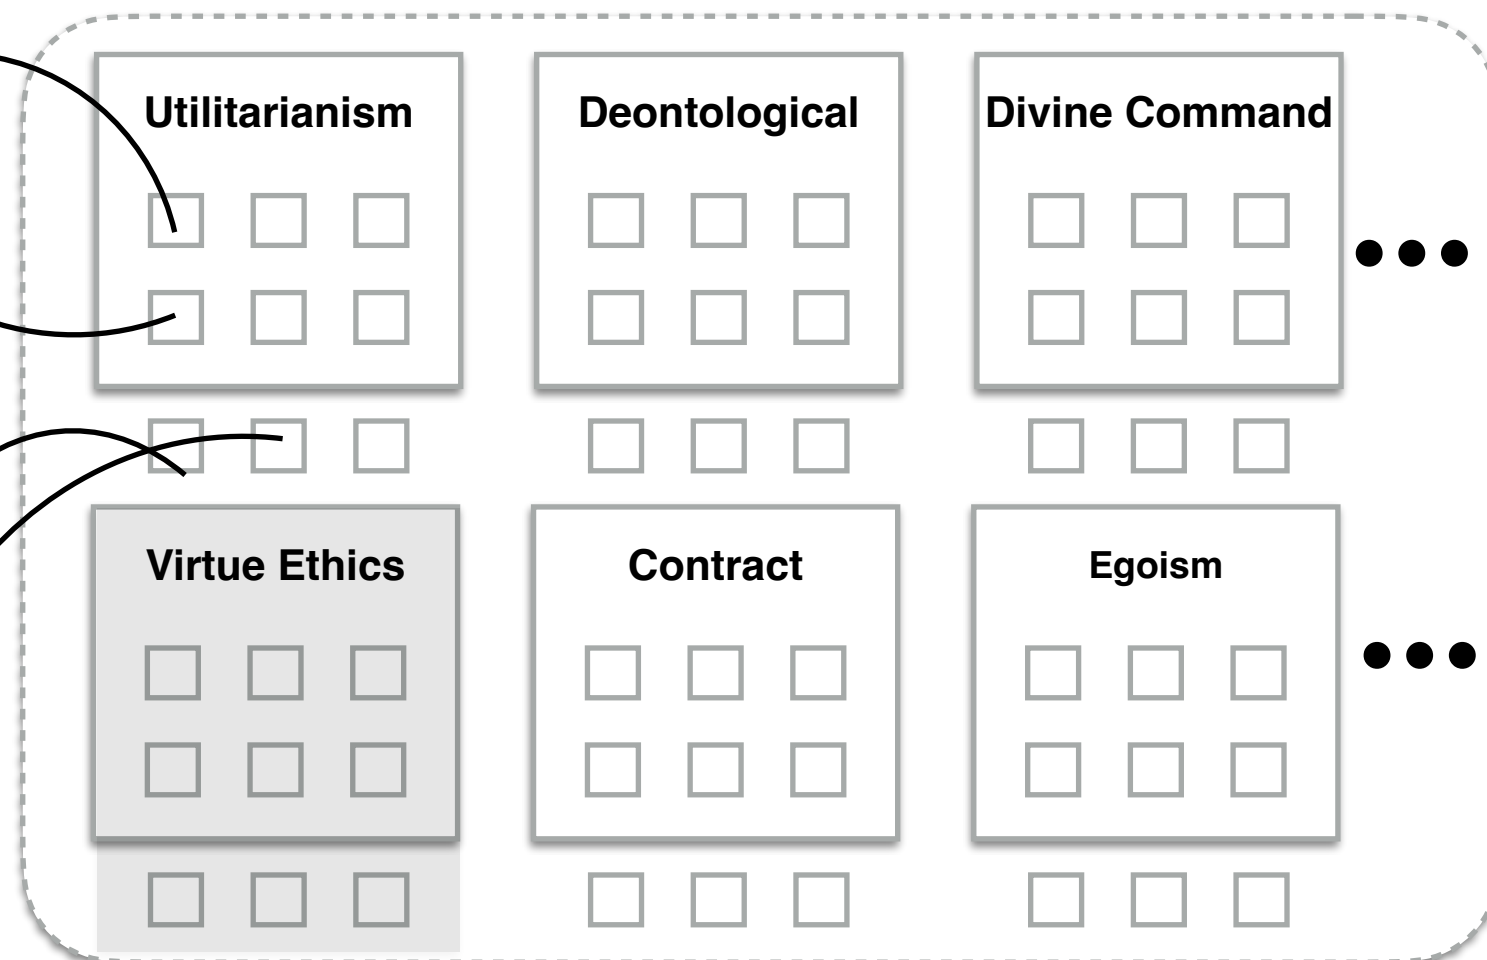 Utilitarianism
Deontological
Divine Command
Virtue Ethics
Contract
Egoism